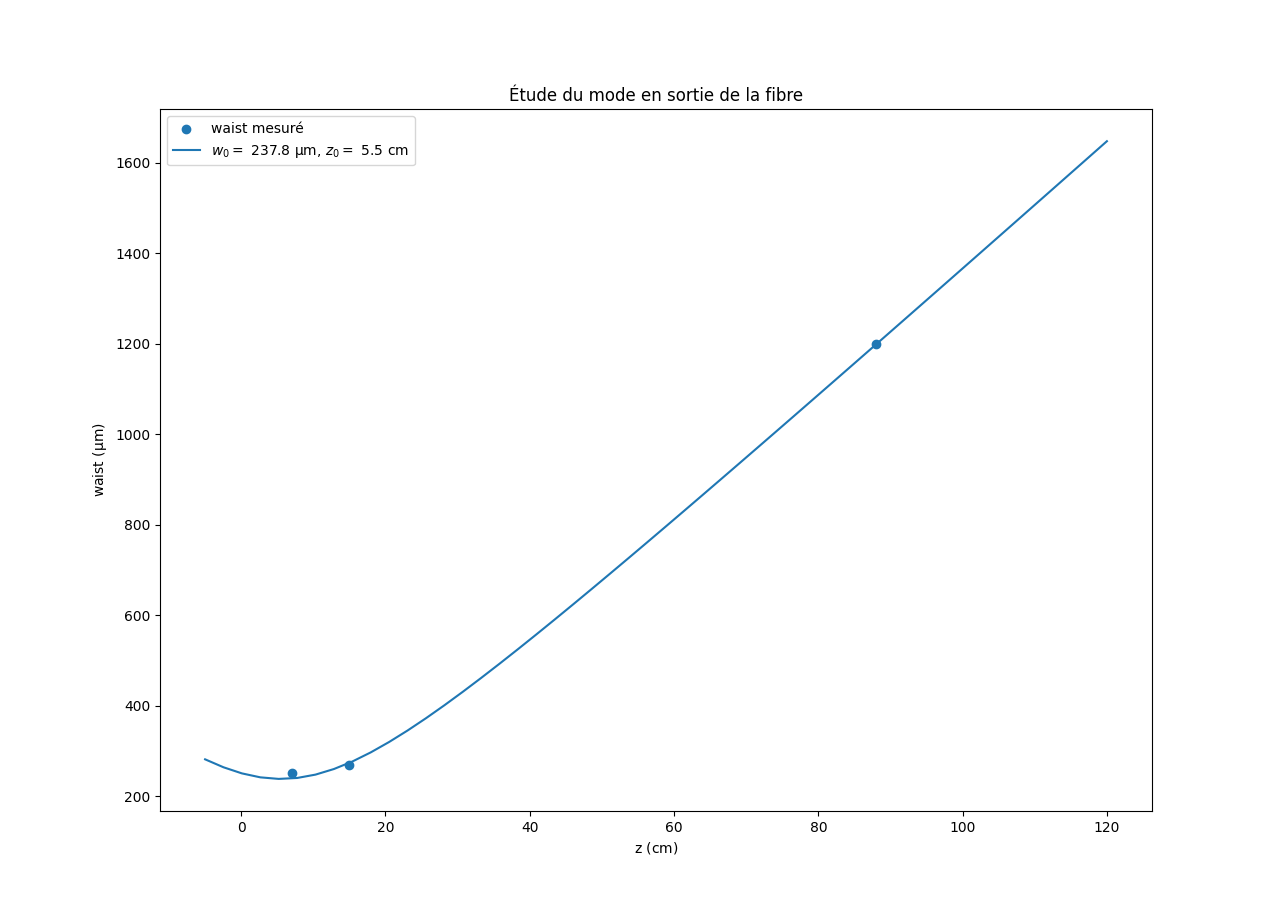 Étude du mode en sortie de la fibre
waist mesuré
w₀ = 237.8 µm, z₀ = 5.5 cm
waist (µm)
1600
1400
1200
1000
800
600
400
200
0 20 40 60 80 100 120
z (cm)